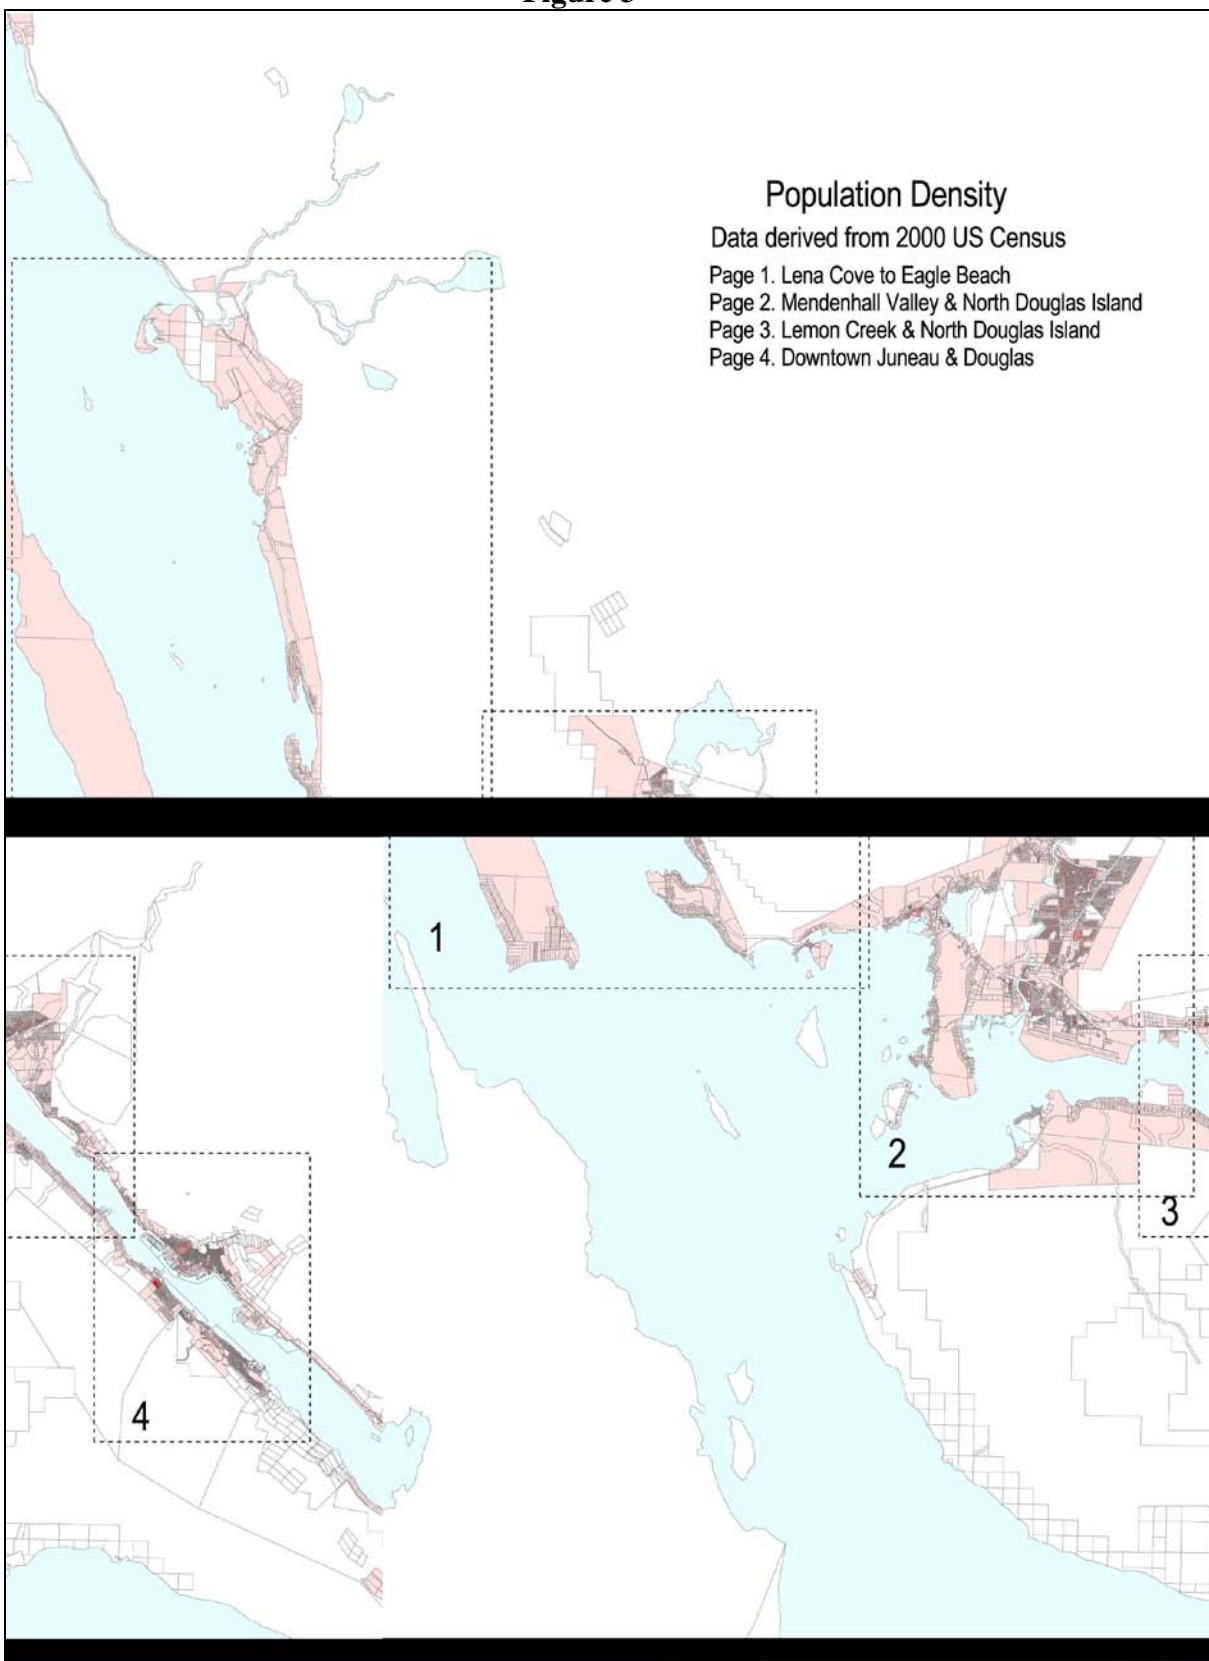 Figure 3
Population Density
Data derived from 2000 US Census
Page 1. Lena Cove to Eagle Beach
Page 2. Mendenhall Valley & North Douglas Island
Page 3. Lemon Creek & North Douglas Island
Page 4. Downtown Juneau & Douglas
1
2
3
4